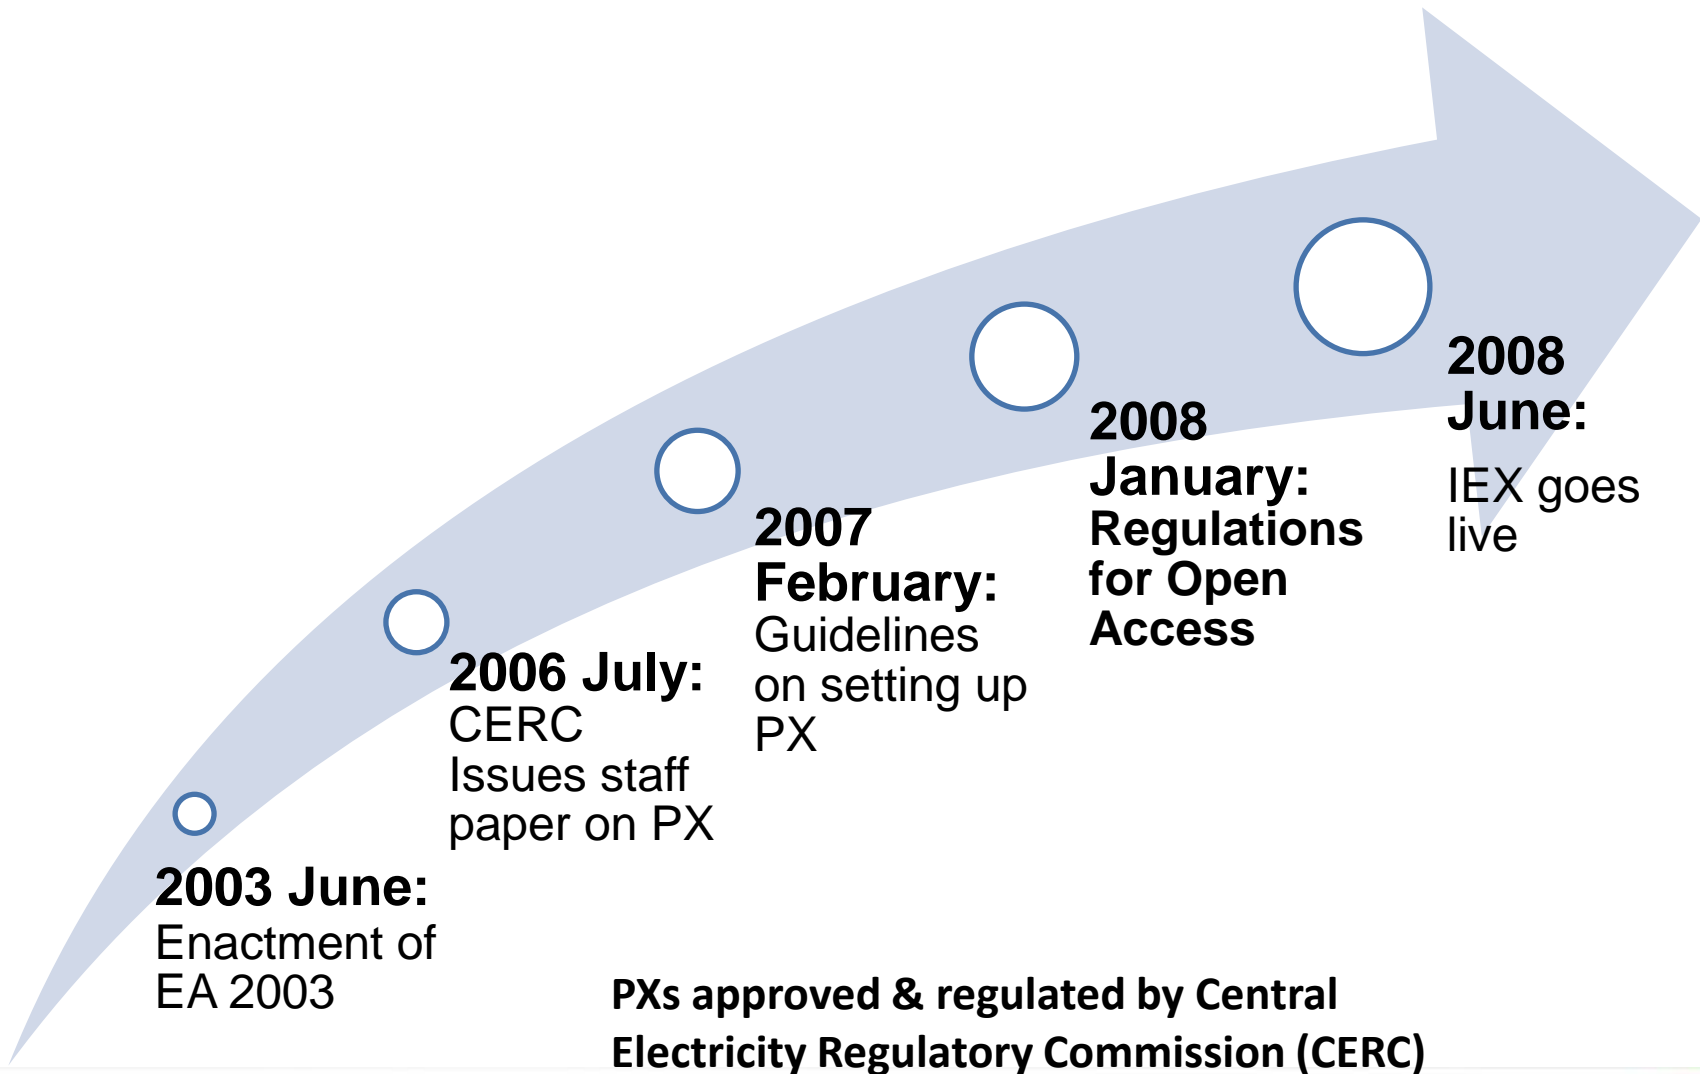 2003 June:
Enactment of
EA 2003
2006 July:
CERC
Issues staff
paper on PX
2007
February:
Guidelines
on setting up
PX
2008
January:
Regulations
for Open
Access
2008
June:
IEX goes
live
PXs approved & regulated by Central
Electricity Regulatory Commission (CERC)